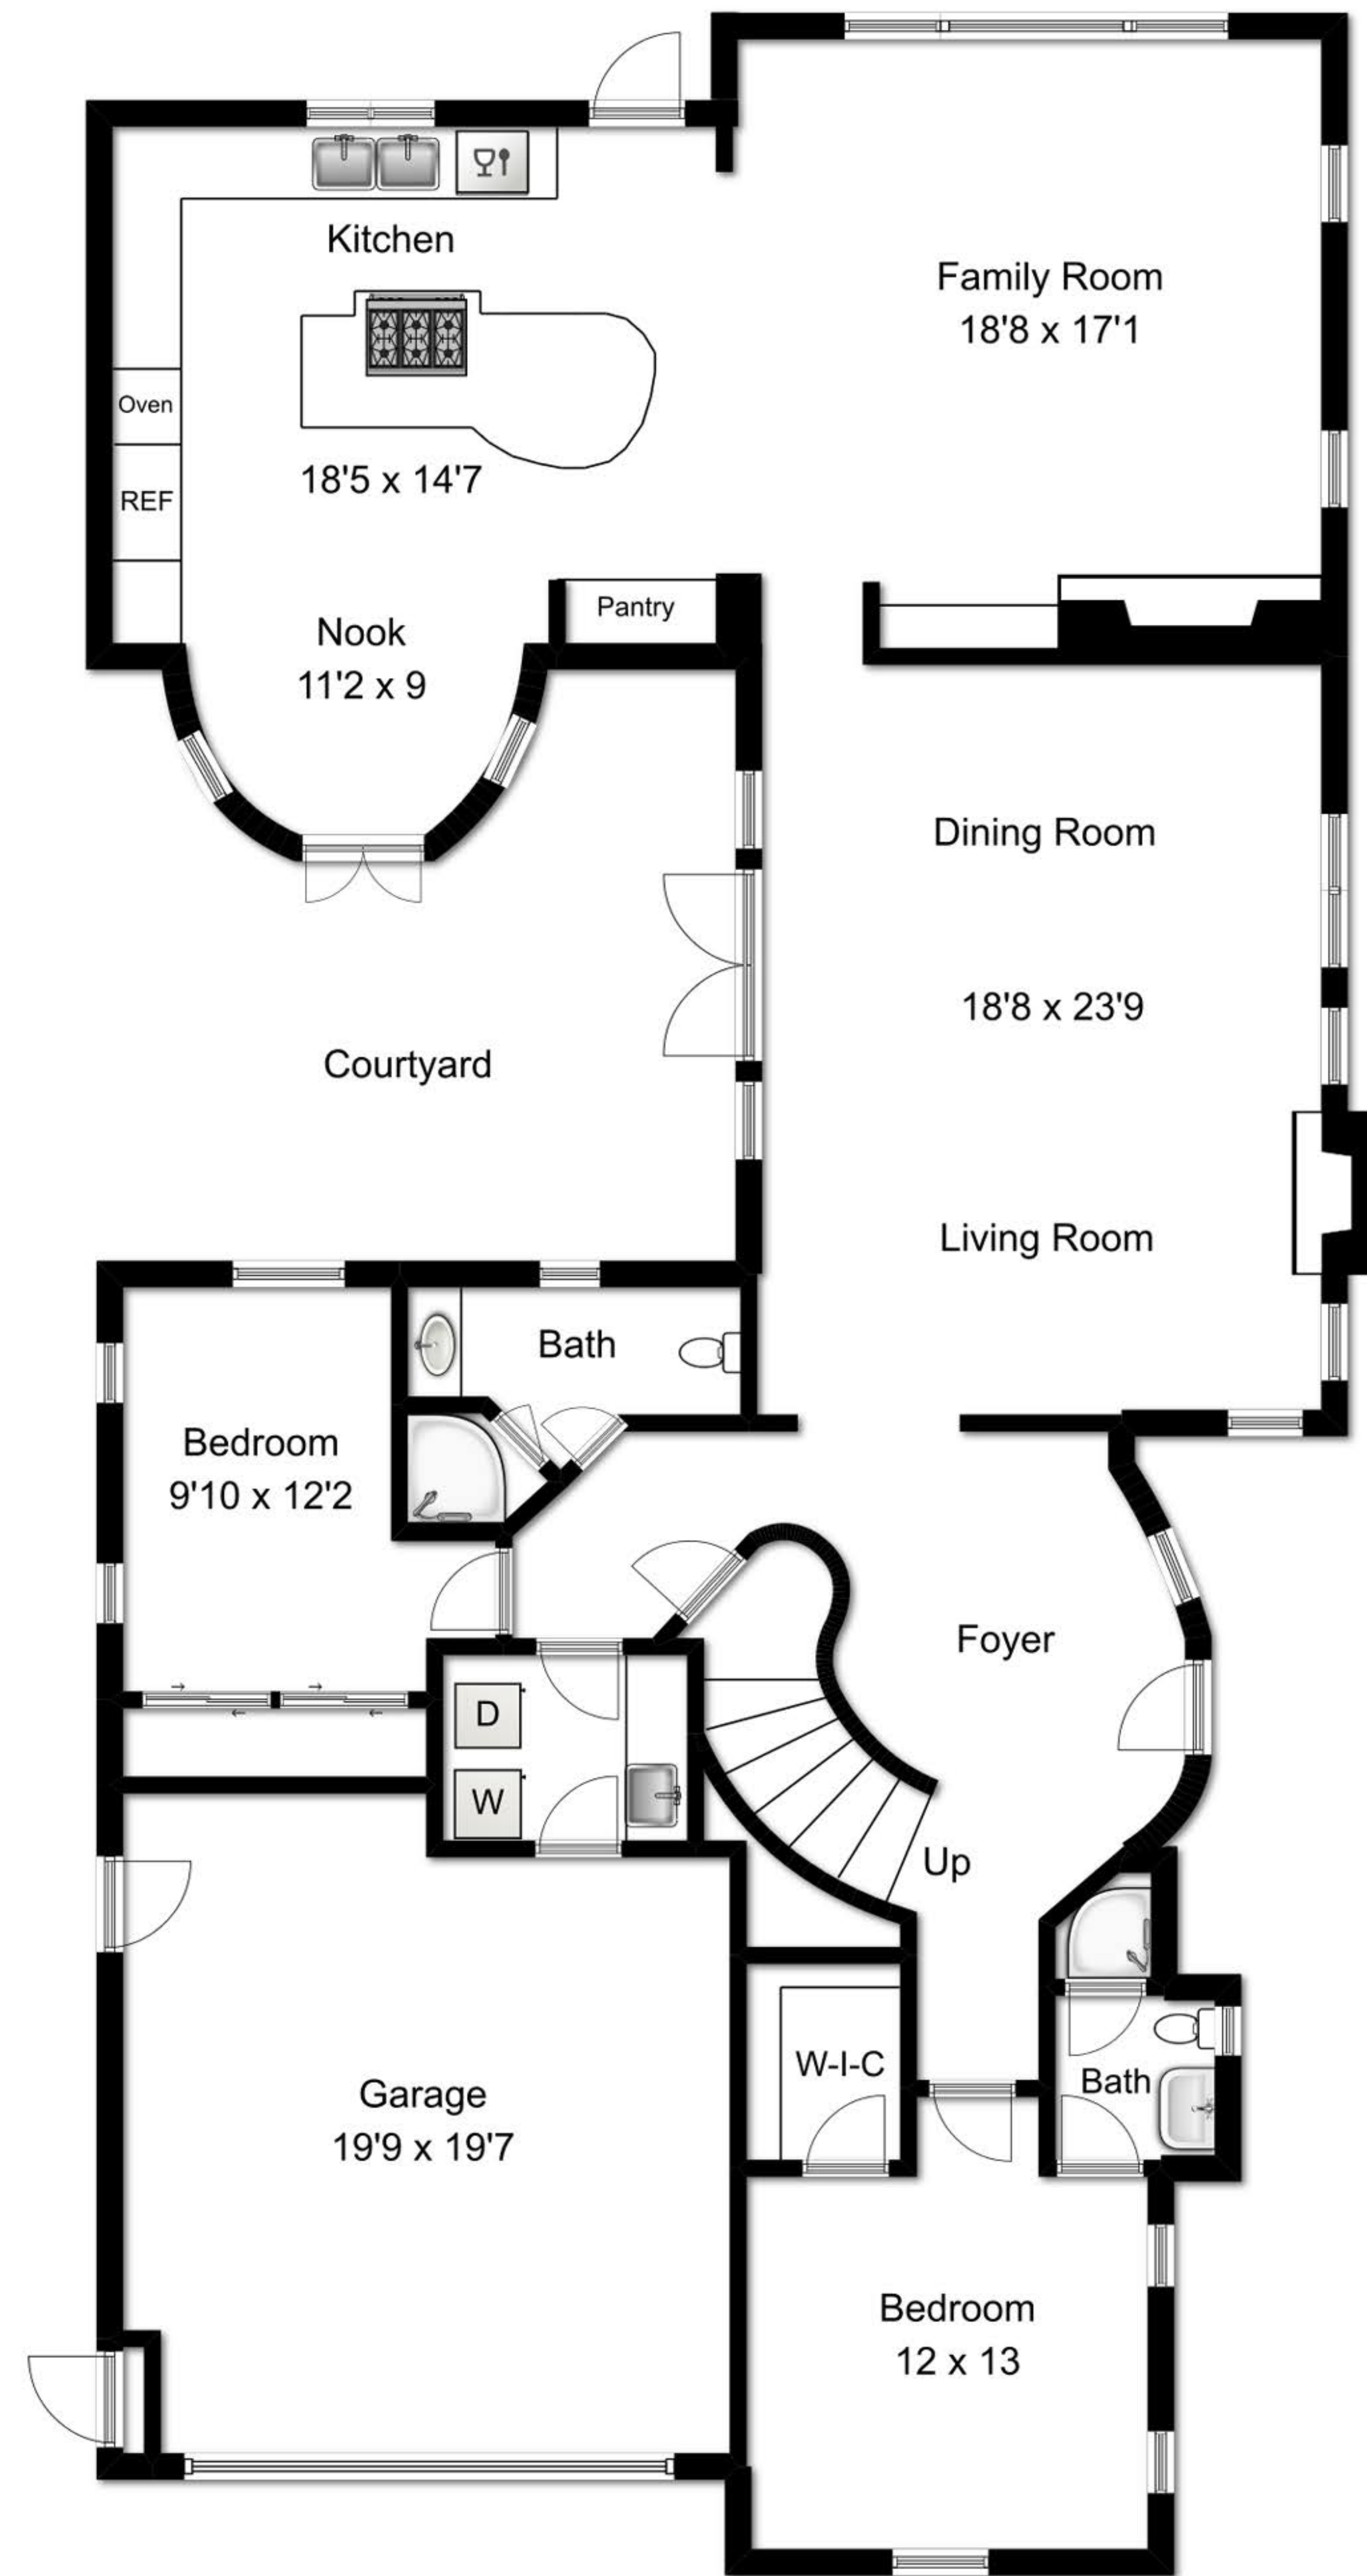 Kitchen
Family Room
18'8 x 17'1
Oven
18'5 x 14'7
REF
Pantry
Nook
11'2 x 9
Dining Room
18'8 x 23'9
Courtyard
Living Room
Bath
Bedroom
9'10 x 12'2
Foyer
D
W
Up
W-I-C
Bath
Garage
19'9 x 19'7
Bedroom
12 x 13